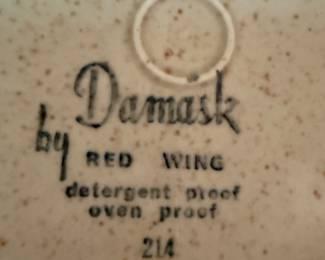 Damask
by
RED WING
detergent proof
oven proof
214